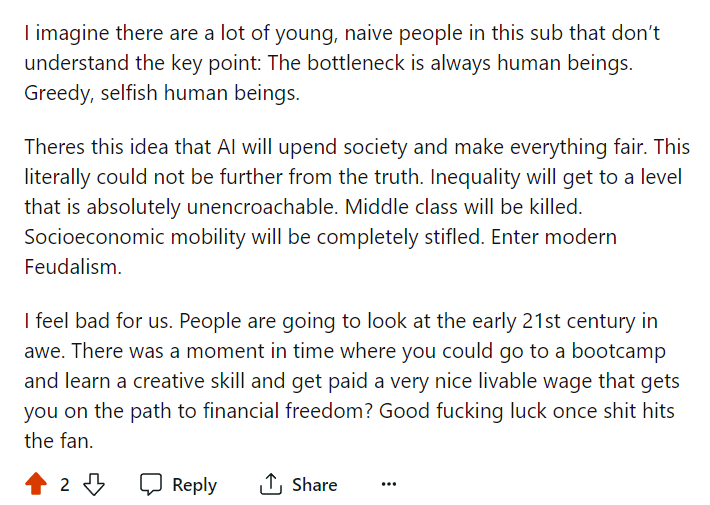 I imagine there are a lot of young, naive people in this sub that don't
understand the key point: The bottleneck is always human beings.
Greedy, selfish human beings.
Theres this idea that AI will upend society and make everything fair. This
literally could not be further from the truth. Inequality will get to a level
that is absolutely unencroachable. Middle class will be killed.
Socioeconomic mobility will be completely stifled. Enter modern
Feudalism.
I feel bad for us. People are going to look at the early 21st century in
awe. There was a moment in time where you could go to a bootcamp
and learn a creative skill and get paid a very nice livable wage that gets
you on the path to financial freedom? Good fucking luck once shit hits
the fan.
2 Reply Share ...